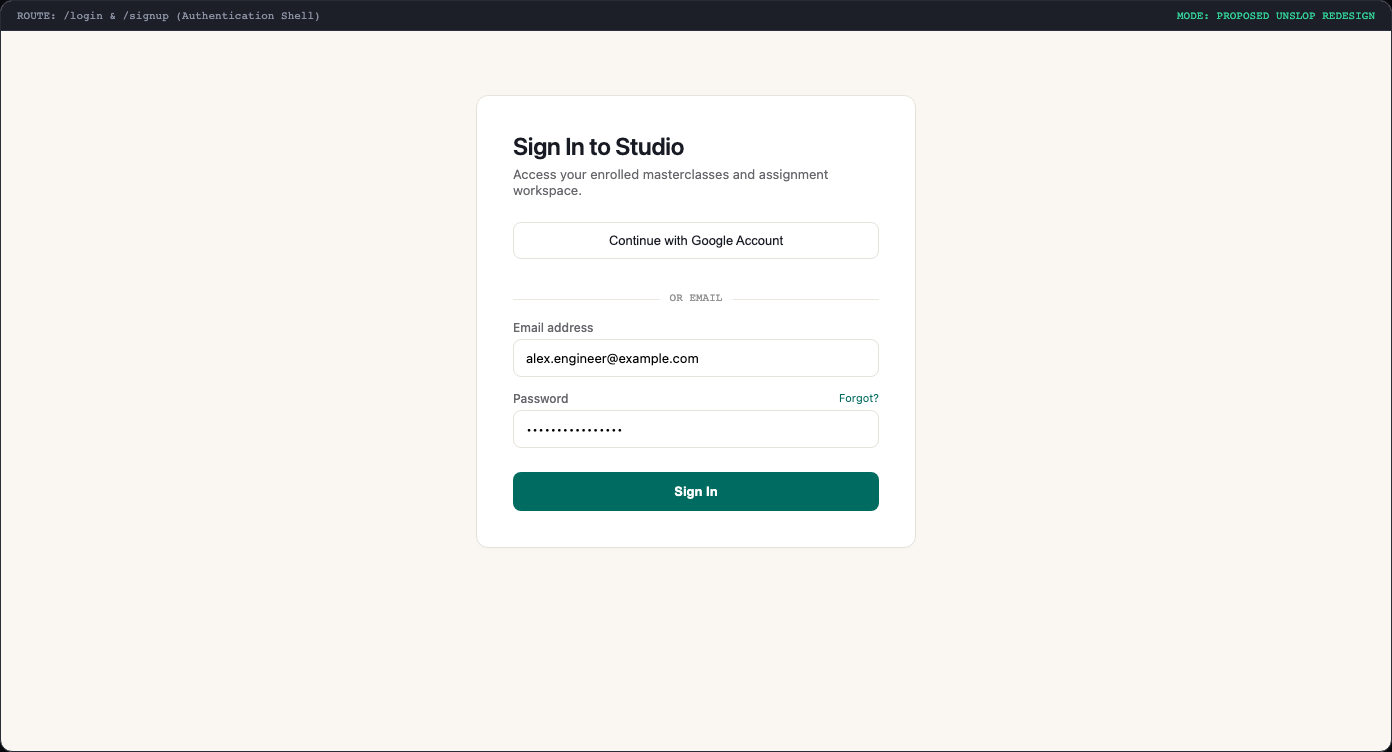 ROUTE: /login & /signup (Authentication Shell)
MODE: PROPOSED UNSLOP REDESIGN
Sign In to Studio
Access your enrolled masterclasses and assignment
workspace.
Continue with Google Account
OR EMAIL
Email address
alex.engineer@example.com
Password
Forgot?
••••••••••••••••
Sign In